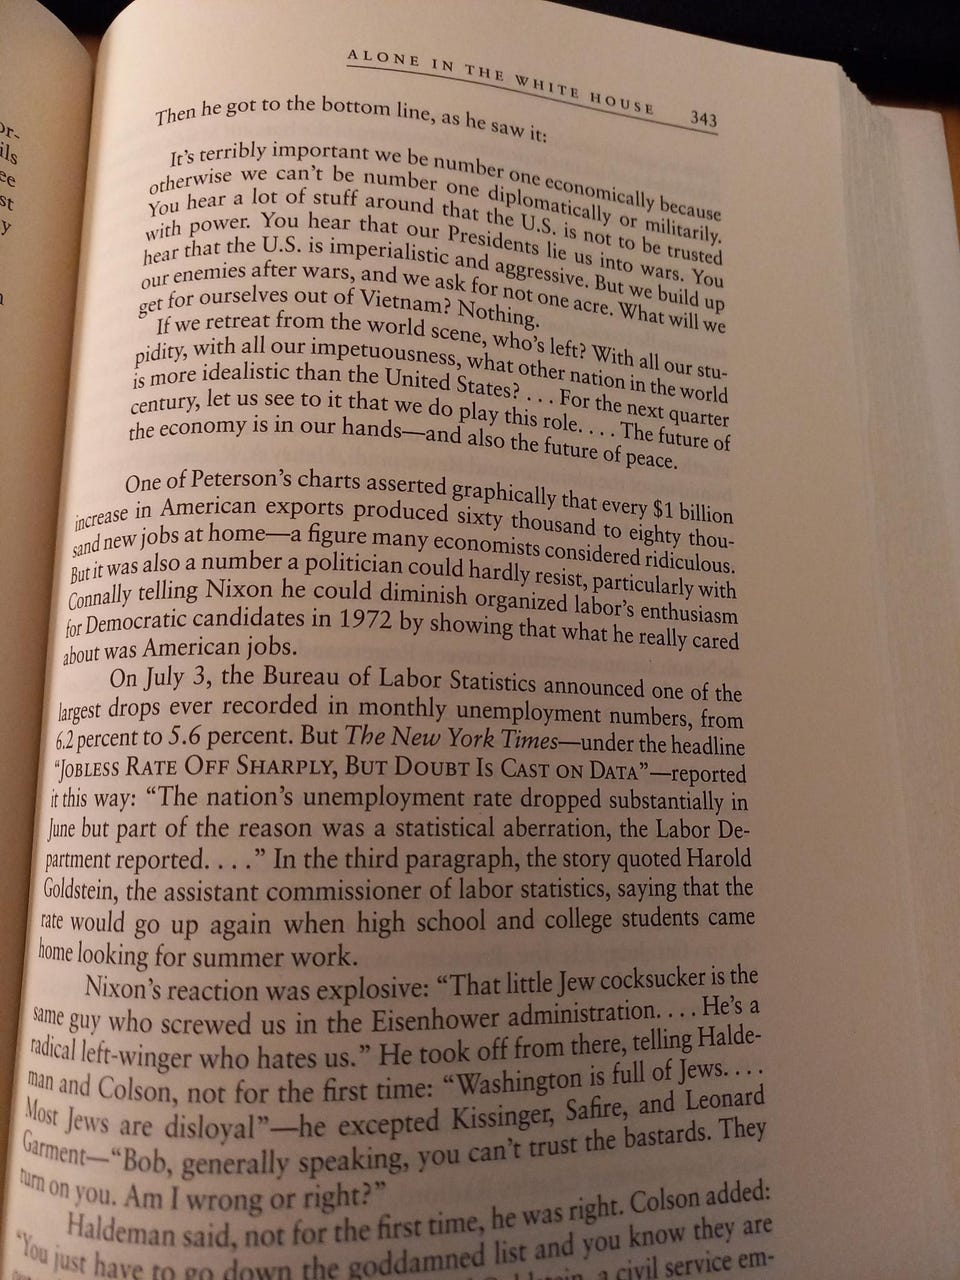 or-
ils
ee
st
y
ALONE IN THE WHITE HOUSE 343
Then he got to the bottom line, as he saw it:
It's terribly important we be number one economically because
otherwise we can't be number one diplomatically or militarily.
You hear a lot of stuff around that the U.S. is not to be trusted
with power. You hear that our Presidents lie us into wars. You
hear that the U.S. is imperialistic and aggressive. But we build up
our enemies after wars, and we ask for not one acre. What will we
get for ourselves out of Vietnam? Nothing.
If we retreat from the world scene, who's left? With all our stu-
pidity, with all our impetuousness, what other nation in the world
is more idealistic than the United States? . . . For the next quarter
century, let us see to it that we do play this role. . . . The future of
the economy is in our hands—and also the future of peace.
One of Peterson's charts asserted graphically that every $1 billion
increase in American exports produced sixty thousand to eighty thou-
sand new jobs at home—a figure many economists considered ridiculous.
But it was also a number a politician could hardly resist, particularly with
Connally telling Nixon he could diminish organized labor's enthusiasm
for Democratic candidates in 1972 by showing that what he really cared
about was American jobs.
On July 3, the Bureau of Labor Statistics announced one of the
largest drops ever recorded in monthly unemployment numbers, from
6.2 percent to 5.6 percent. But The New York Times—under the headline
"JOBLESS RATE OFF SHARPLY, BUT DOUBT IS CAST ON DATA"—reported
it this way: "The nation's unemployment rate dropped substantially in
June but part of the reason was a statistical aberration, the Labor De-
partment reported. . . ." In the third paragraph, the story quoted Harold
Goldstein, the assistant commissioner of labor statistics, saying that the
rate would go up again when high school and college students came
home looking for summer work.
Nixon's reaction was explosive: "That little Jew cocksucker is the
same guy who screwed us in the Eisenhower administration. . . . He's a
radical left-winger who hates us." He took off from there, telling Halde-
man and Colson, not for the first time: "Washington is full of Jews. . . .
Most Jews are disloyal"—he excepted Kissinger, Safire, and Leonard
Garment—"Bob, generally speaking, you can't trust the bastards. They
turn on you. Am I wrong or right?"
Haldeman said, not for the first time, he was right. Colson added:
"You just have to go down the goddamned list and you know they are
Goldstein, a civil service em-